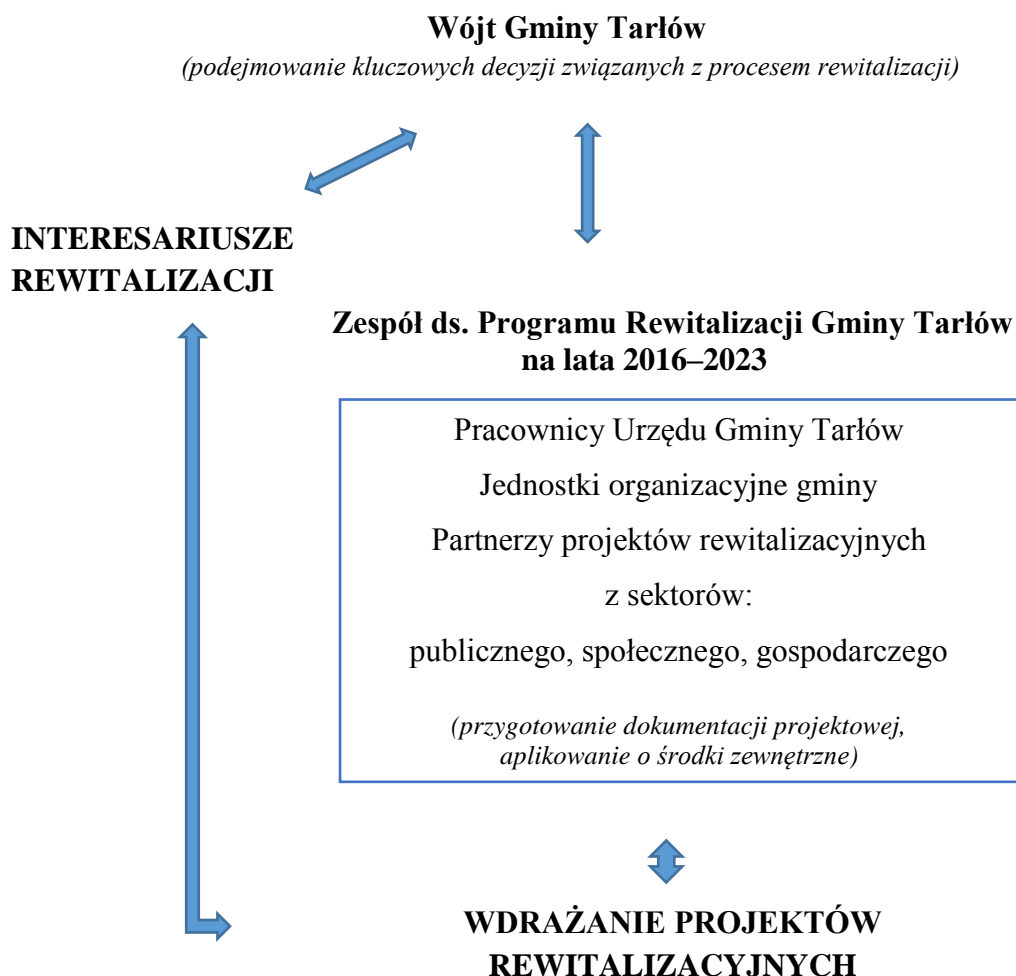 Wójt Gminy Tarłów
(podejmowanie kluczowych decyzji związanych z procesem rewitalizacji)
INTERESARIUSZE
REWITALIZACJI
Zespół ds. Programu Rewitalizacji Gminy Tarłów
na lata 2016–2023
Pracownicy Urzędu Gminy Tarłów
Jednostki organizacyjne gminy
Partnerzy projektów rewitalizacyjnych
z sektorów:
publicznego, społecznego, gospodarczego
(przygotowanie dokumentacji projektowej,
aplikowanie o środki zewnętrzne)
WDRAŻANIE PROJEKTÓW
REWITALIZACYJNYCH